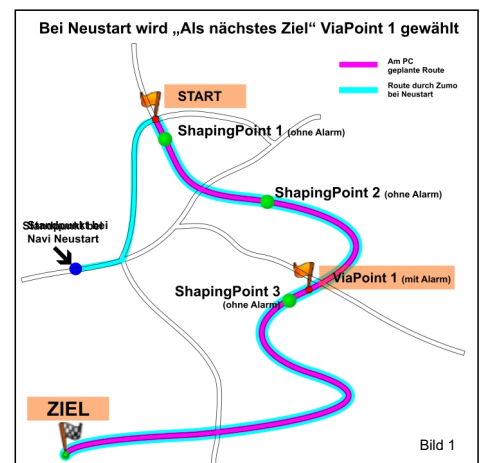 Bei Neustart wird „Als nächstes Ziel“ ViaPoint 1 gewählt
Am PC
geplante Route
Route durch Zumo
bei Neustart
START
ShapingPoint 1 (ohne Alarm)
ShapingPoint 2 (ohne Alarm)
bei
Navi Neustart
ViaPoint 1 (mit Alarm)
ShapingPoint 3
(ohne Alarm)
ZIEL
Bild 1